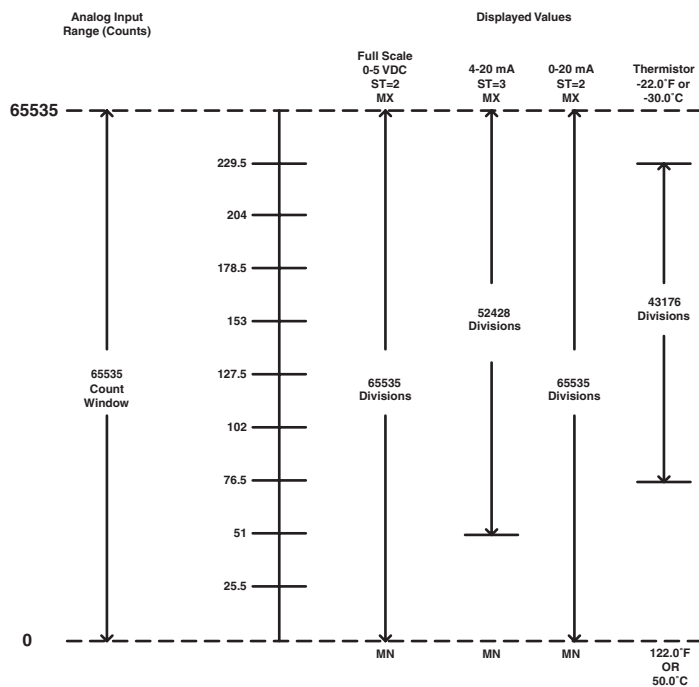 Analog Input
Range (Counts)
Displayed Values
Full Scale
0-5 VDC
ST=2
MX
4-20 mA
ST=3
MX
0-20 mA
ST=2
MX
Thermistor
-22.0˚F or
-30.0˚C
65535
229.5
204
178.5
153
127.5
102
76.5
51
25.5
65535
Count
Window
65535
Divisions
52428
Divisions
65535
Divisions
43176
Divisions
0
MN
MN
MN
122.0˚F
OR
50.0˚C